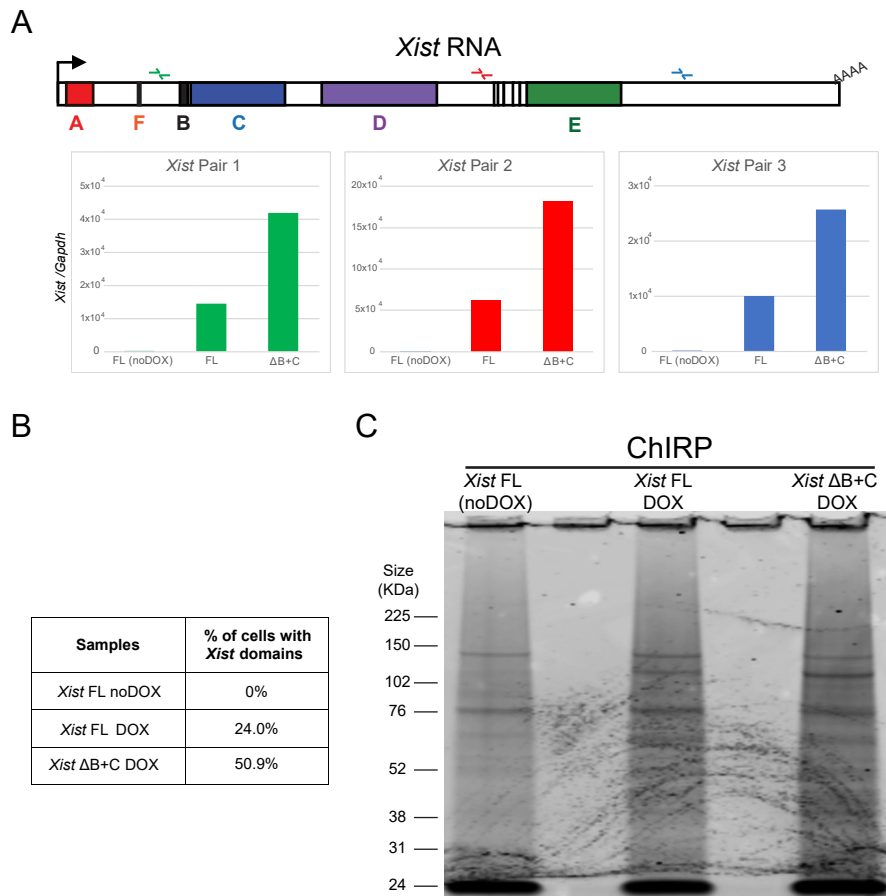 A
Xist RNA
AAAA
A F B C D E
Xist Pair 1
Xist /Gapdh
5x10⁴
4x10⁴
3x10⁴
2x10⁴
1x10⁴
0
FL (noDOX) FL ΔB+C
Xist Pair 2
20x10⁴
15x10⁴
10x10⁴
5x10⁴
0
FL (noDOX) FL ΔB+C
Xist Pair 3
3x10⁴
2x10⁴
1x10⁴
0
FL (noDOX) FL ΔB+C
B
Samples
% of cells with
Xist domains
Xist FL noDOX 0%
Xist FL DOX 24.0%
Xist ΔB+C DOX 50.9%
C
ChIRP
Xist FL
(noDOX)
Xist FL
DOX
Xist ΔB+C
DOX
Size
(KDa)
225
150
102
76
52
38
31
24